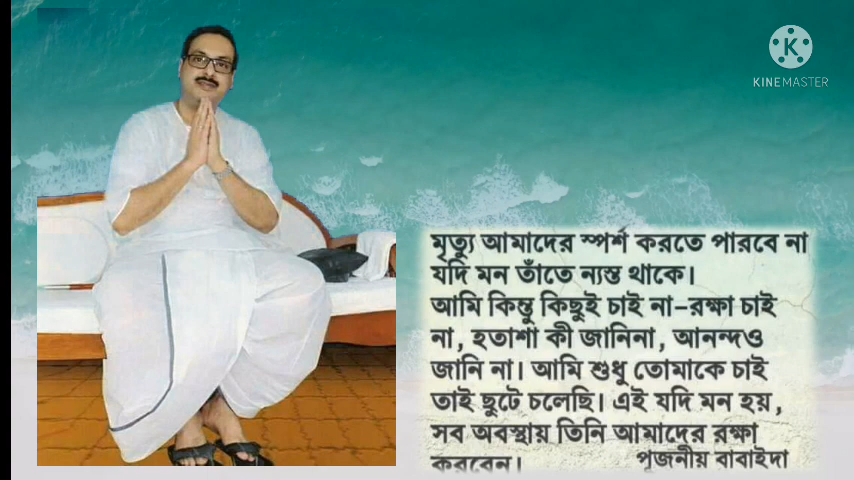 KINEMASTER
মৃত্যু আমাদের স্পর্শ করতে পারবে না
যদি মন তাঁতে ন্যস্ত থাকে।
আমি কিন্তু কিছুই চাই না-রক্ষা চাই
না, হতাশা কী জানিনা, আনন্দও
জানি না। আমি শুধু তোমাকে চাই
তাই ছুটে চলেছি। এই যদি মন হয়,
সব অবস্থায় তিনি আমাদের রক্ষা
করবেন। পূজনীয় বাবাইদা